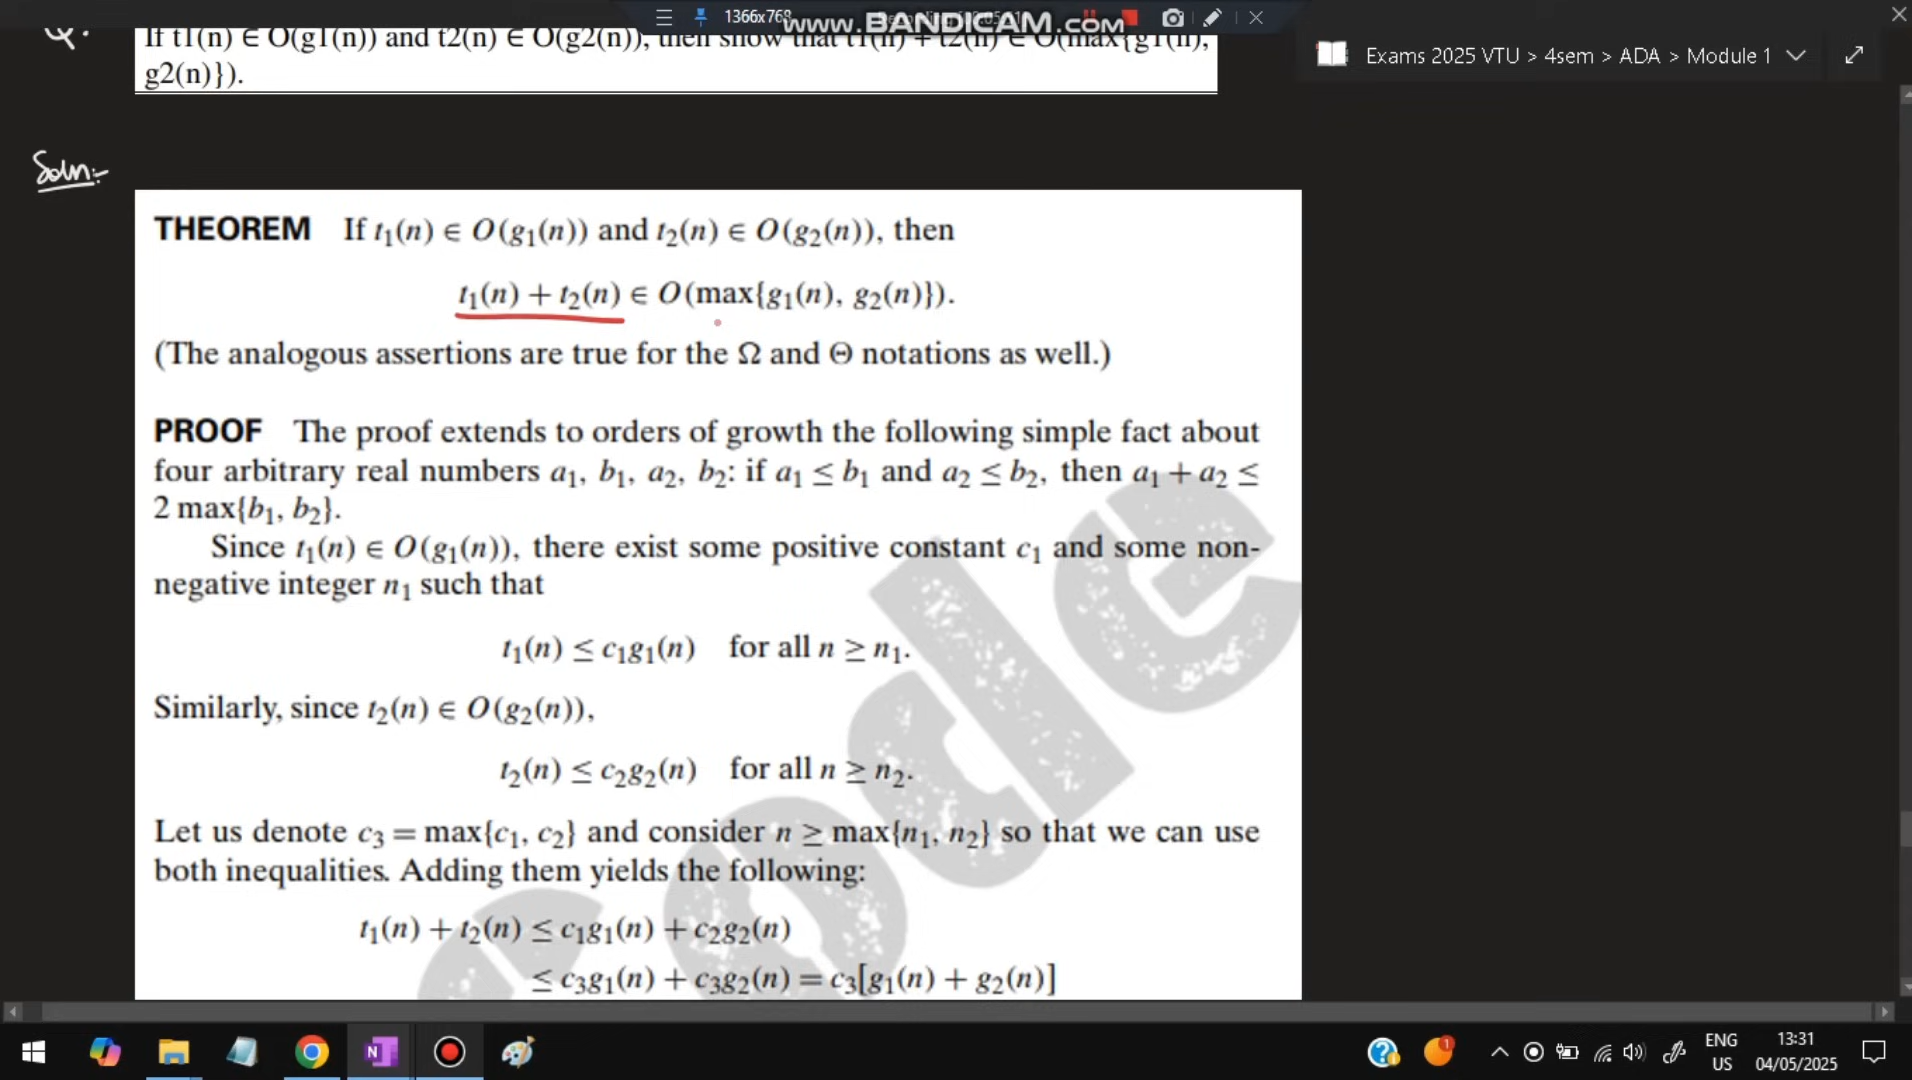 1366x768
www.BANDICAM.com
Exams 2025 VTU > 4sem > ADA > Module 1
Q.
If t1(n) ∈ O(g1(n)) and t2(n) ∈ O(g2(n)), then show that t1(n) + t2(n) ∈ O(max{g1(n),
g2(n)}).
Soln:-
THEOREM If t₁(n) ∈ O(g₁(n)) and t₂(n) ∈ O(g₂(n)), then
t₁(n) + t₂(n) ∈ O(max{g₁(n), g₂(n)}).
(The analogous assertions are true for the Ω and Θ notations as well.)
PROOF The proof extends to orders of growth the following simple fact about
four arbitrary real numbers a₁, b₁, a₂, b₂: if a₁ ≤ b₁ and a₂ ≤ b₂, then a₁ + a₂ ≤
2 max{b₁, b₂}.
Since t₁(n) ∈ O(g₁(n)), there exist some positive constant c₁ and some non-
negative integer n₁ such that
t₁(n) ≤ c₁g₁(n) for all n ≥ n₁.
Similarly, since t₂(n) ∈ O(g₂(n)),
t₂(n) ≤ c₂g₂(n) for all n ≥ n₂.
Let us denote c₃ = max{c₁, c₂} and consider n ≥ max{n₁, n₂} so that we can use
both inequalities. Adding them yields the following:
t₁(n) + t₂(n) ≤ c₁g₁(n) + c₂g₂(n)
≤ c₃g₁(n) + c₃g₂(n) = c₃[g₁(n) + g₂(n)]
N
1
ENG
US
13:31
04/05/2025